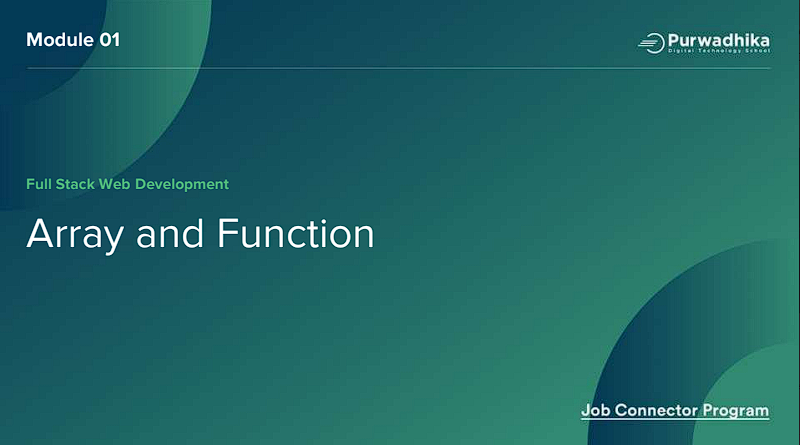 Module 01
Purwadhika
Digital Technology School
Full Stack Web Development
Array and Function
Job Connector Program